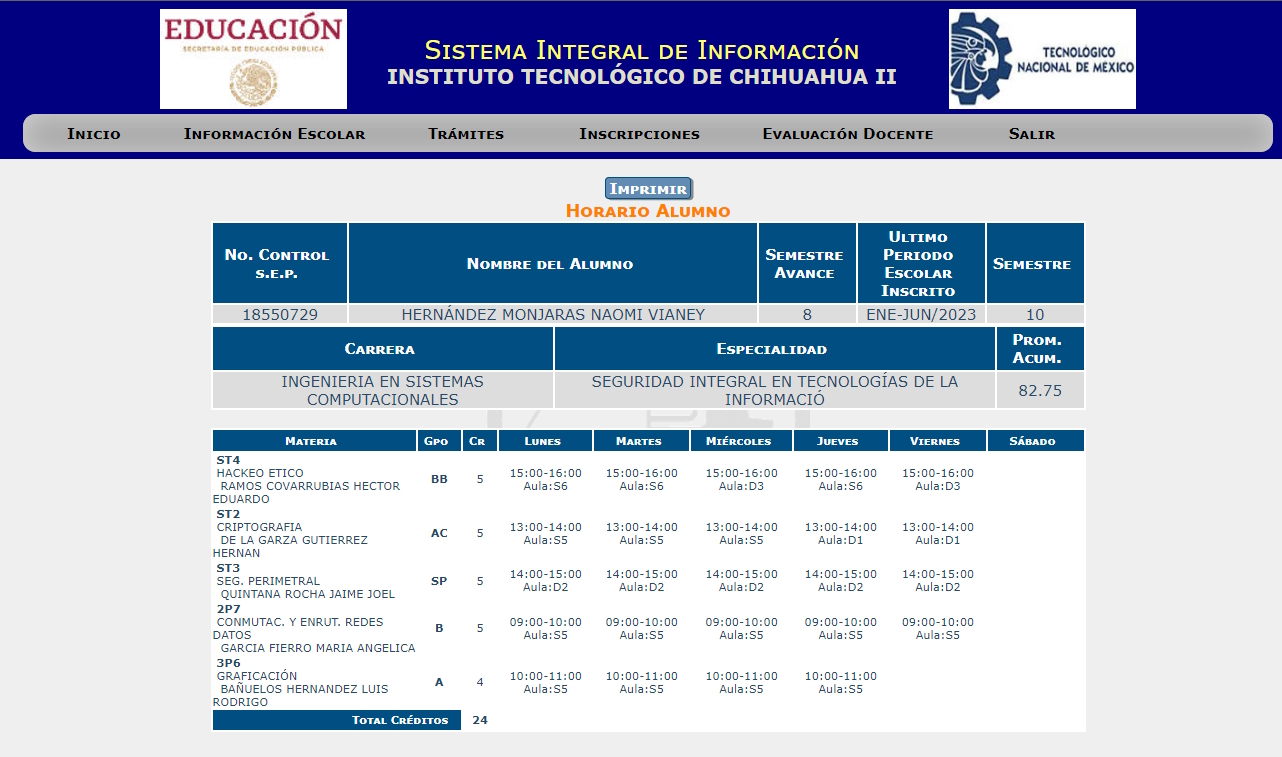 EDUCACIÓN
SECRETARÍA DE EDUCACIÓN PÚBLICA
SISTEMA INTEGRAL DE INFORMACIÓN
INSTITUTO TECNOLÓGICO DE CHIHUAHUA II
TECNOLÓGICO
NACIONAL DE MÉXICO
INICIO INFORMACIÓN ESCOLAR TRÁMITES INSCRIPCIONES EVALUACIÓN DOCENTE SALIR
IMPRIMIR
HORARIO ALUMNO
NO. CONTROL S.E.P. NOMBRE DEL ALUMNO SEMESTRE AVANCE ULTIMO PERIODO ESCOLAR INSCRITO SEMESTRE
18550729 HERNÁNDEZ MONJARAS NAOMI VIANEY 8 ENE-JUN/2023 10
CARRERA ESPECIALIDAD PROM. ACUM.
INGENIERIA EN SISTEMAS COMPUTACIONALES SEGURIDAD INTEGRAL EN TECNOLOGÍAS DE LA INFORMACIÓ 82.75
MATERIA GPO CR LUNES MARTES MIÉRCOLES JUEVES VIERNES SÁBADO
ST4
HACKEO ETICO
RAMOS COVARRUBIAS HECTOR
EDUARDO
BB 5
15:00-16:00 15:00-16:00 15:00-16:00 15:00-16:00 15:00-16:00
Aula:S6 Aula:S6 Aula:D3 Aula:S6 Aula:D3
ST2
CRIPTOGRAFIA
DE LA GARZA GUTIERREZ
HERNAN
AC 5
13:00-14:00 13:00-14:00 13:00-14:00 13:00-14:00 13:00-14:00
Aula:S5 Aula:S5 Aula:S5 Aula:D1 Aula:D1
ST3
SEG. PERIMETRAL
QUINTANA ROCHA JAIME JOEL
SP 5
14:00-15:00 14:00-15:00 14:00-15:00 14:00-15:00 14:00-15:00
Aula:D2 Aula:D2 Aula:D2 Aula:D2 Aula:D2
2P7
CONMUTAC. Y ENRUT. REDES
DATOS
GARCIA FIERRO MARIA ANGELICA
B 5
09:00-10:00 09:00-10:00 09:00-10:00 09:00-10:00 09:00-10:00
Aula:S5 Aula:S5 Aula:S5 Aula:S5 Aula:S5
3P6
GRAFICACIÓN
BAÑUELOS HERNANDEZ LUIS
RODRIGO
A 4
10:00-11:00 10:00-11:00 10:00-11:00 10:00-11:00
Aula:S5 Aula:S5 Aula:S5 Aula:S5
TOTAL CRÉDITOS 24